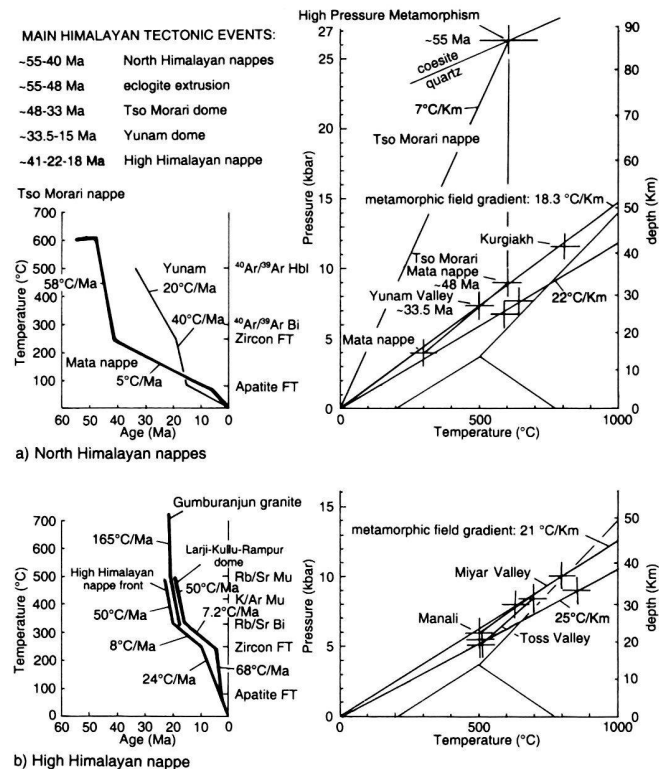 MAIN HIMALAYAN TECTONIC EVENTS:
~55-40 Ma North Himalayan nappes
~55-48 Ma eclogite extrusion
~48-33 Ma Tso Morari dome
~33.5-15 Ma Yunam dome
~41-22-18 Ma High Himalayan nappe
Tso Morari nappe
700
600
500
400
300
200
100
Temperature (°C)
58°C/Ma
Yunam
20°C/Ma
40°C/Ma
Mata nappe
5°C/Ma
40Ar/39Ar Hbl
40Ar/39Ar Bi
Zircon FT
Apatite FT
60 50 40 30 20 10 0
Age (Ma)
High Pressure Metamorphism
27
25
20
15
10
5
0
Pressure (kbar)
~55 Ma
coesite
quartz
7°C/Km
Tso Morari nappe
metamorphic field gradient: 18.3 °C/Km
Kurgiakh
Tso Morari
Mata nappe
~48 Ma
Yunam Valley
~33.5 Ma
22°C/Km
Mata nappe
90
80
70
60
50
40
30
20
10
0
depth (Km)
0 500 1000
Temperature (°C)
a) North Himalayan nappes
Gumburanjun granite
700
600
500
400
300
200
100
0
Temperature (°C)
165°C/Ma
Larji-Kullu-Rampur
dome
High Himalayan
nappe front
50°C/Ma
50°C/Ma
7.2°C/Ma
8°C/Ma
24°C/Ma
68°C/Ma
Rb/Sr Mu
K/Ar Mu
Rb/Sr Bi
Zircon FT
Apatite FT
60 50 40 30 20 10 0
Age (Ma)
15
10
5
0
Pressure (kbar)
metamorphic field gradient: 21 °C/Km
Miyar Valley
25°C/Km
Manali
Toss Valley
50
40
30
20
10
0
depth (Km)
0 500 1000
Temperature (°C)
b) High Himalayan nappe